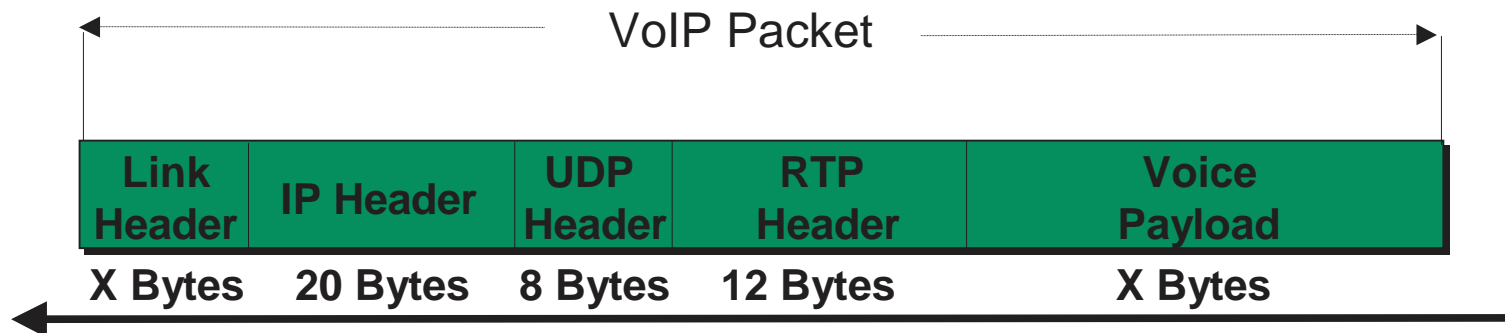 VoIP Packet
Link Header
IP Header
UDP Header
RTP Header
Voice Payload
X Bytes
20 Bytes
8 Bytes
12 Bytes
X Bytes